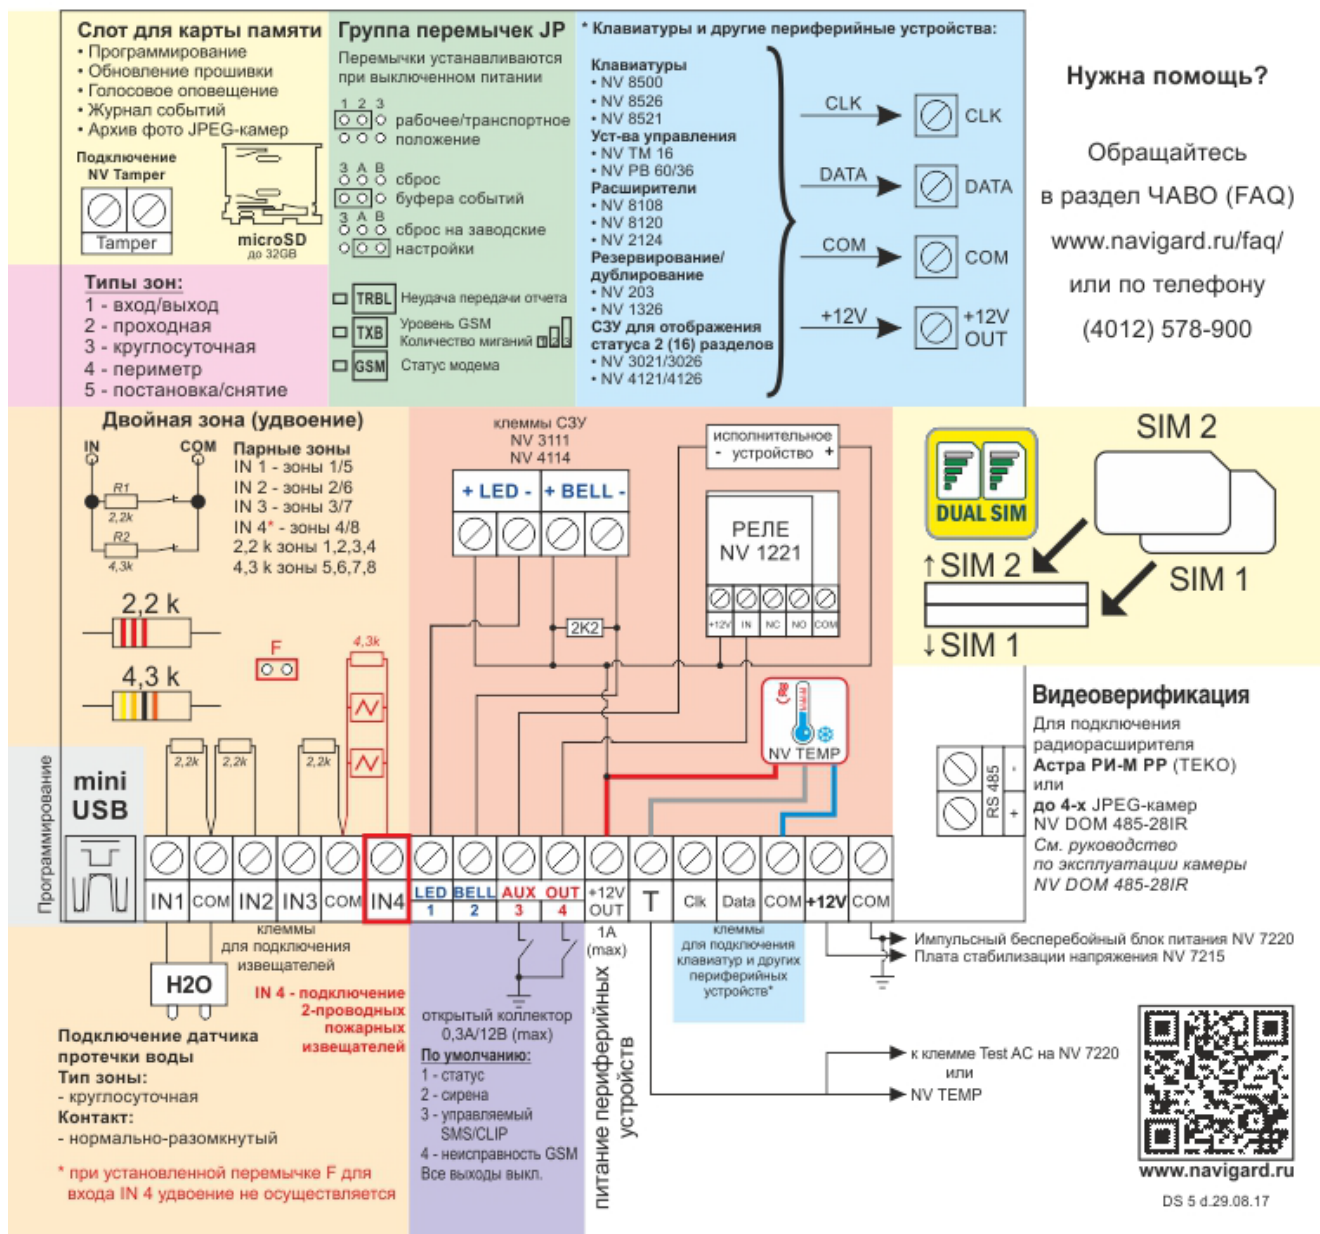 Слот для карты памяти
• Программирование
• Обновление прошивки
• Голосовое оповещение
• Журнал событий
• Архив фото JPEG-камер
Подключение
NV Tamper
Tamper
microSD
до 32GB
Группа перемычек JP
Перемычки устанавливаются
при выключенном питании
1 2 3
рабочее/транспортное
положение
3 A B
сброс
буфера событий
3 A B
сброс на заводские
настройки
TRBL Неудача передачи отчета
TXB Уровень GSM
Количество миганий 1 2 3
GSM Статус модема
* Клавиатуры и другие периферийные устройства:
Клавиатуры
• NV 8500
• NV 8526
• NV 8521
Уст-ва управления
• NV TM 16
• NV PB 60/36
Расширители
• NV 8108
• NV 8120
• NV 2124
Резервирование/
дублирование
• NV 203
• NV 1326
СЗУ для отображения
статуса 2 (16) разделов
• NV 3021/3026
• NV 4121/4126
CLK CLK
DATA DATA
COM COM
+12V +12V
OUT
Нужна помощь?
Обращайтесь
в раздел ЧАВО (FAQ)
www.navigard.ru/faq/
или по телефону
(4012) 578-900
Типы зон:
1 - вход/выход
2 - проходная
3 - круглосуточная
4 - периметр
5 - постановка/снятие
Двойная зона (удвоение)
IN COM
R1
2,2k
R2
4,3k
Парные зоны
IN 1 - зоны 1/5
IN 2 - зоны 2/6
IN 3 - зоны 3/7
IN 4* - зоны 4/8
2,2 k зоны 1,2,3,4
4,3 k зоны 5,6,7,8
2,2 k
4,3 k
F
4,3k
2,2k 2,2k 2,2k
клеммы СЗУ
NV 3111
NV 4114
+ LED - + BELL -
2K2
исполнительное
- устройство +
РЕЛЕ
NV 1221
+12V IN NC NO COM
NV TEMP
DUAL SIM
SIM 2
SIM 1
↑SIM 2
↓SIM 1
Видеоверификация
Для подключения
радиорасширителя
Астра РИ-М РР (ТЕКО)
или
до 4-х JPEG-камер
NV DOM 485-28IR
См. руководство
по эксплуатации камеры
NV DOM 485-28IR
RS 485
- +
Программирование
mini
USB
IN1 COM IN2 IN3 COM IN4 LED BELL AUX OUT +12V T Clk Data COM +12V COM
1 2 3 4 OUT
клеммы
для подключения
извещателей
H2O
IN 4 - подключение
2-проводных
пожарных
извещателей
Подключение датчика
протечки воды
Тип зоны:
- круглосуточная
Контакт:
- нормально-разомкнутый
* при установленной перемычке F для
входа IN 4 удвоение не осуществляется
открытый коллектор
0,3А/12В (max)
По умолчанию:
1 - статус
2 - сирена
3 - управляемый
SMS/CLIP
4 - неисправность GSM
Все выходы выкл.
1А
(max)
питание периферийных
устройств
клеммы
для подключения
клавиатур и других
периферийных
устройств*
Импульсный бесперебойный блок питания NV 7220
Плата стабилизации напряжения NV 7215
к клемме Test AC на NV 7220
или
NV TEMP
www.navigard.ru
DS 5 d.29.08.17